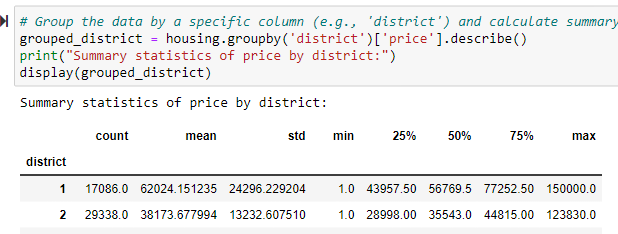 # Group the data by a specific column (e.g., 'district') and calculate summary
grouped_district = housing.groupby('district')['price'].describe()
print("Summary statistics of price by district:")
display(grouped_district)
Summary statistics of price by district:
count mean std min 25% 50% 75% max
district
1 17086.0 62024.151235 24296.229204 1.0 43957.50 56769.5 77252.50 150000.0
2 29338.0 38173.677994 13232.607510 1.0 28998.00 35543.0 44815.00 123830.0